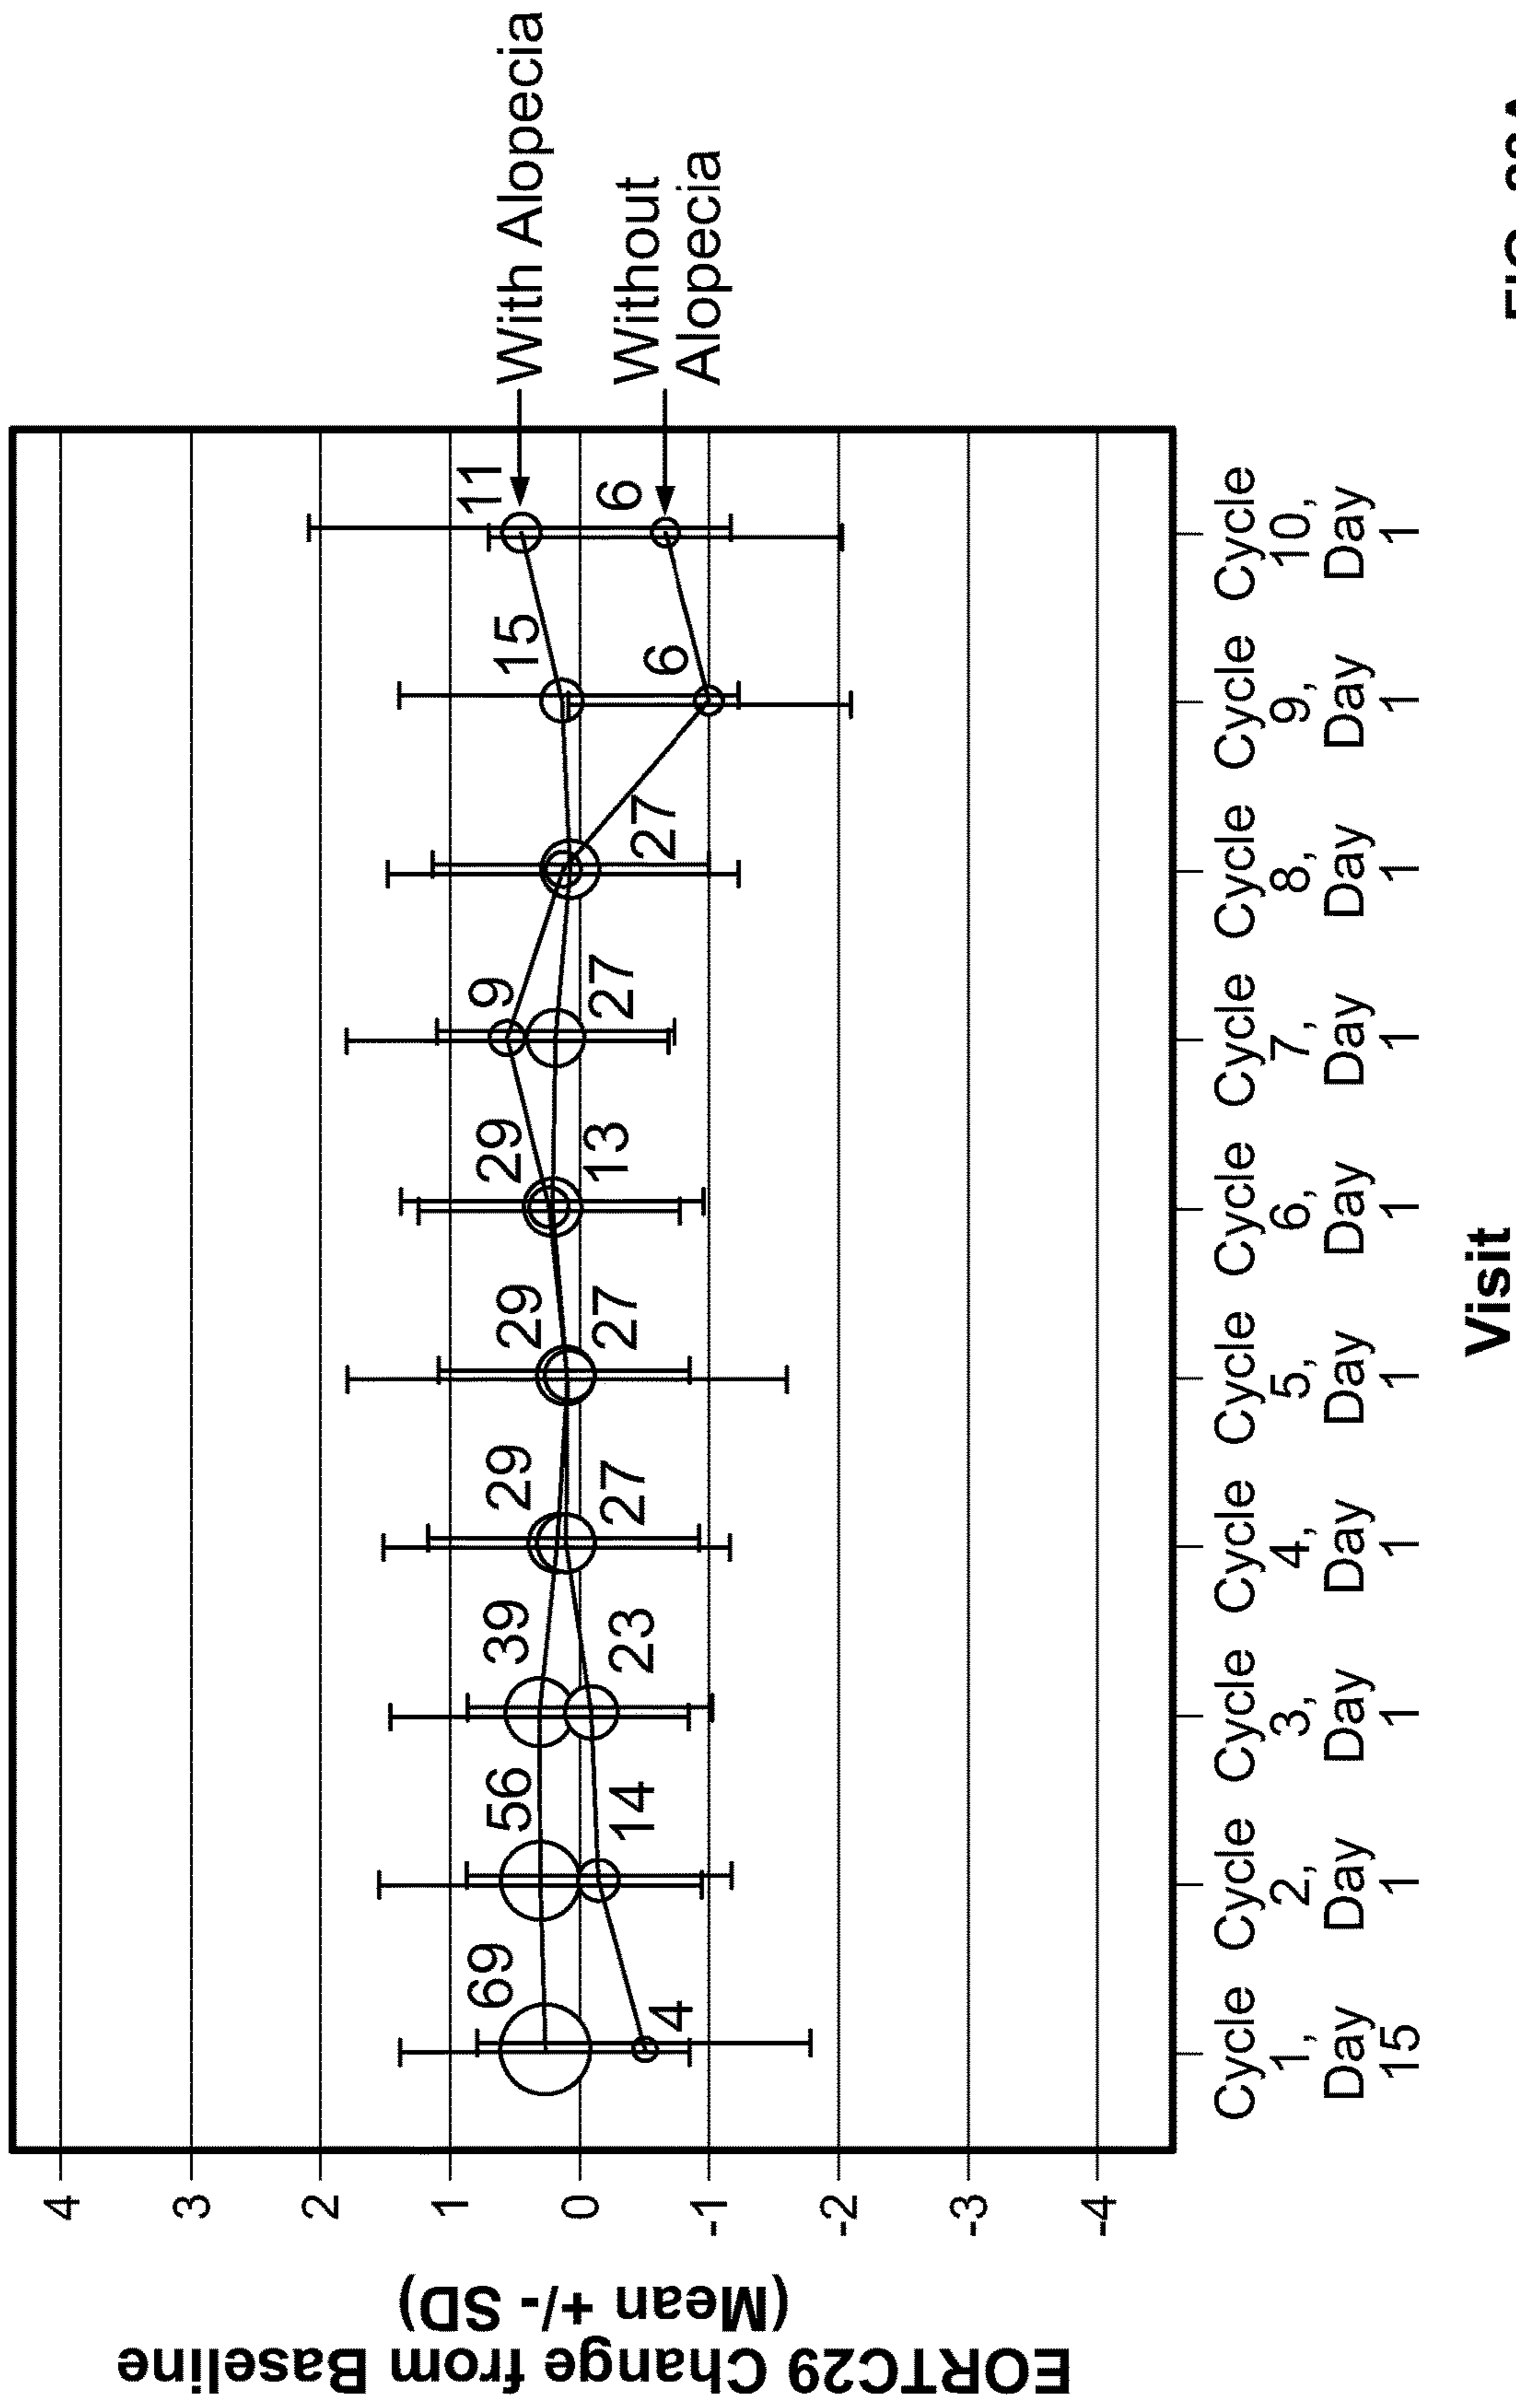 EORTC29 Change from Baseline
(Mean +/- SD)
4
3
2
1
0
-1
-2
-3
-4
69
4
56
14
39
23
29
27
29
27
29
13
9
27
27
15
6
11
6
With Alopecia
Without
Alopecia
Cycle
1,
Day
15
Cycle
2,
Day
1
Cycle
3,
Day
1
Cycle
4,
Day
1
Cycle
5,
Day
1
Cycle
6,
Day
1
Cycle
7,
Day
1
Cycle
8,
Day
1
Cycle
9,
Day
1
Cycle
10,
Day
1
Visit